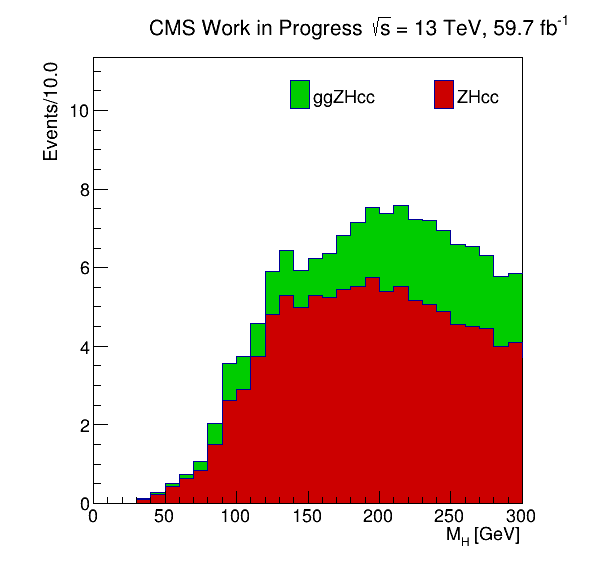 CMS Work in Progress √s = 13 TeV, 59.7 fb⁻¹
Events/10.0
ggZHcc ZHcc
10
8
6
4
2
0
0 50 100 150 200 250 300
M_H [GeV]